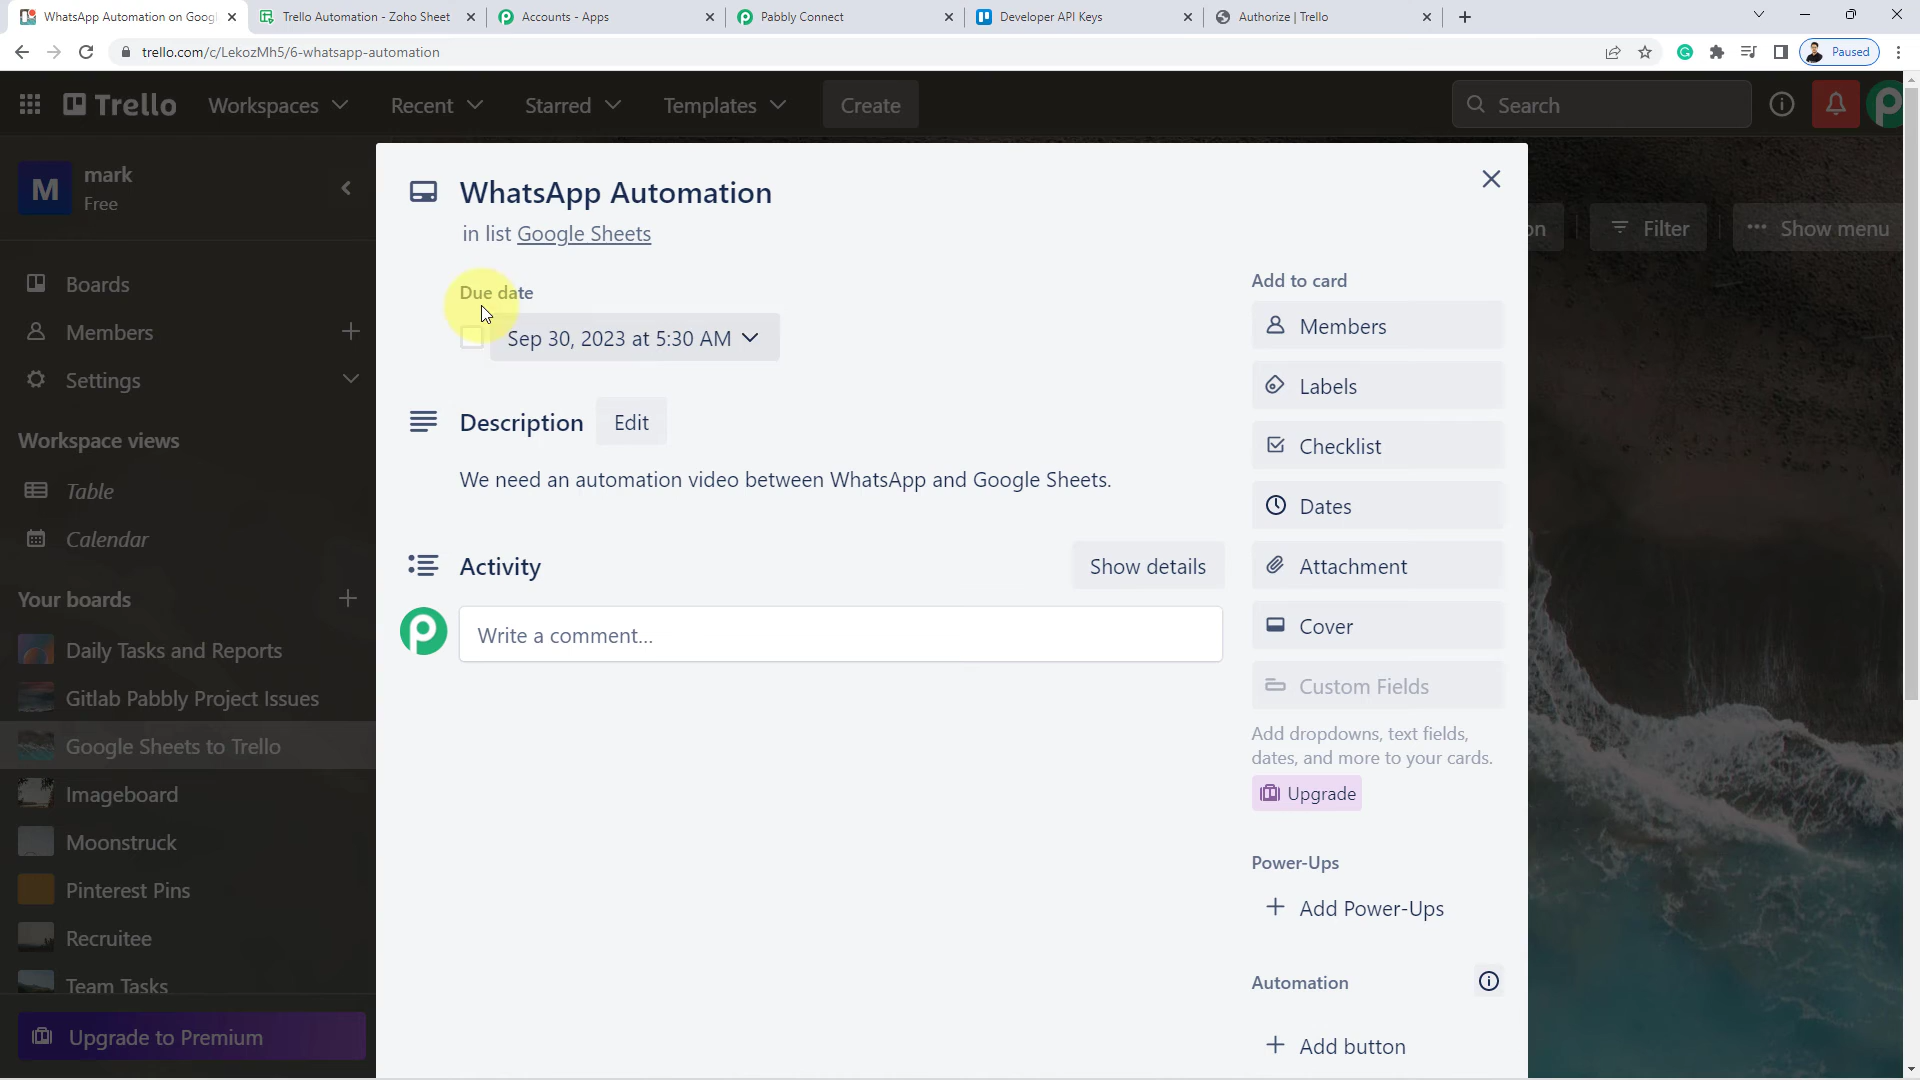 WhatsApp Automation on Googl
Trello Automation - Zoho Sheet
Accounts - Apps
Pabbly Connect
Developer API Keys
Authorize | Trello
trello.com/c/LekozMh5/6-whatsapp-automation
Paused
Trello
Workspaces
Recent
Starred
Templates
Create
Search
M
mark
Free
Boards
Members
Settings
Workspace views
Table
Calendar
Your boards
Daily Tasks and Reports
Gitlab Pabbly Project Issues
Google Sheets to Trello
Imageboard
Moonstruck
Pinterest Pins
Recruitee
Team Tasks
Upgrade to Premium
on
Filter
Show menu
WhatsApp Automation
in list Google Sheets
Due date
Sep 30, 2023 at 5:30 AM
Description
Edit
We need an automation video between WhatsApp and Google Sheets.
Activity
Show details
Write a comment...
Add to card
Members
Labels
Checklist
Dates
Attachment
Cover
Custom Fields
Add dropdowns, text fields,
dates, and more to your cards.
Upgrade
Power-Ups
Add Power-Ups
Automation
Add button